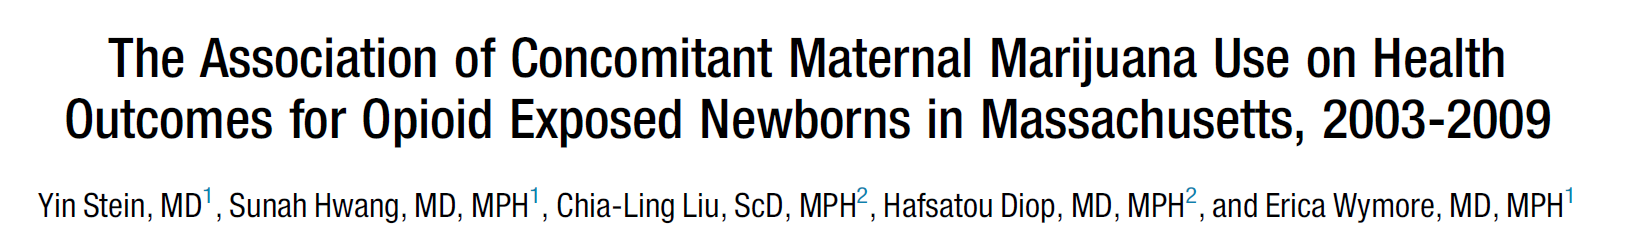 The Association of Concomitant Maternal Marijuana Use on Health
Outcomes for Opioid Exposed Newborns in Massachusetts, 2003-2009
Yin Stein, MD1, Sunah Hwang, MD, MPH1, Chia-Ling Liu, ScD, MPH2, Hafsatou Diop, MD, MPH2, and Erica Wymore, MD, MPH1